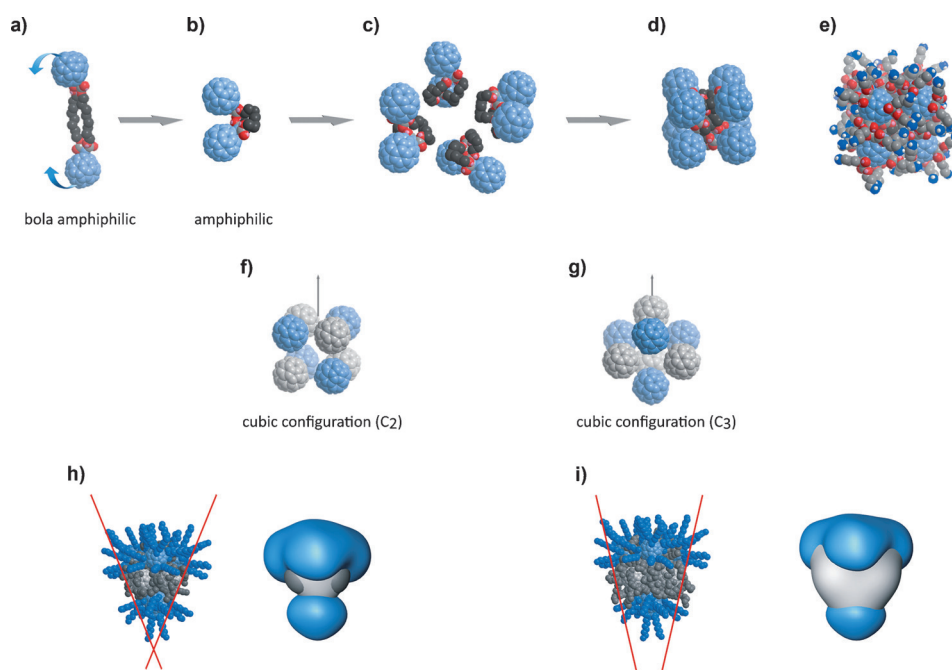 a) b) c) d) e)
bola amphiphilic amphiphilic
f) g)
cubic configuration (C2) cubic configuration (C3)
h) i)